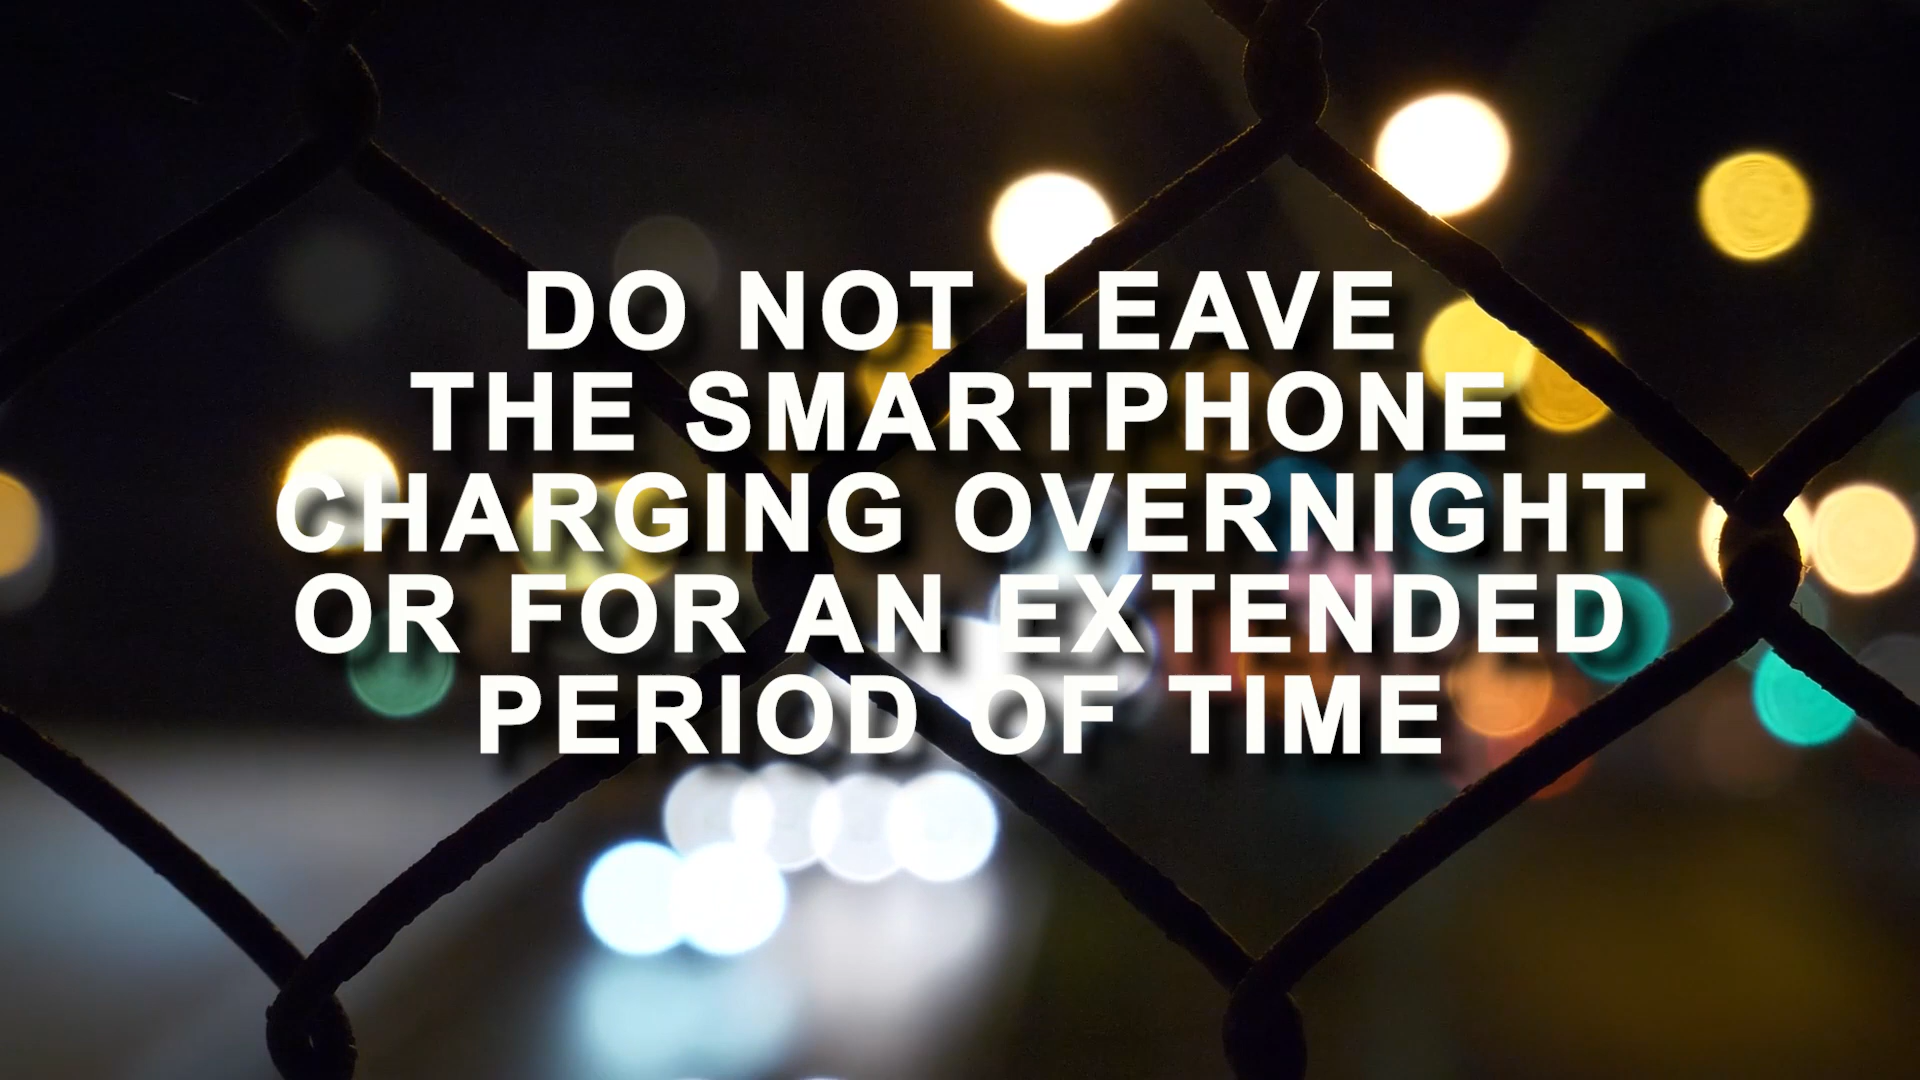 DO NOT LEAVE
THE SMARTPHONE
CHARGING OVERNIGHT
OR FOR AN EXTENDED
PERIOD OF TIME